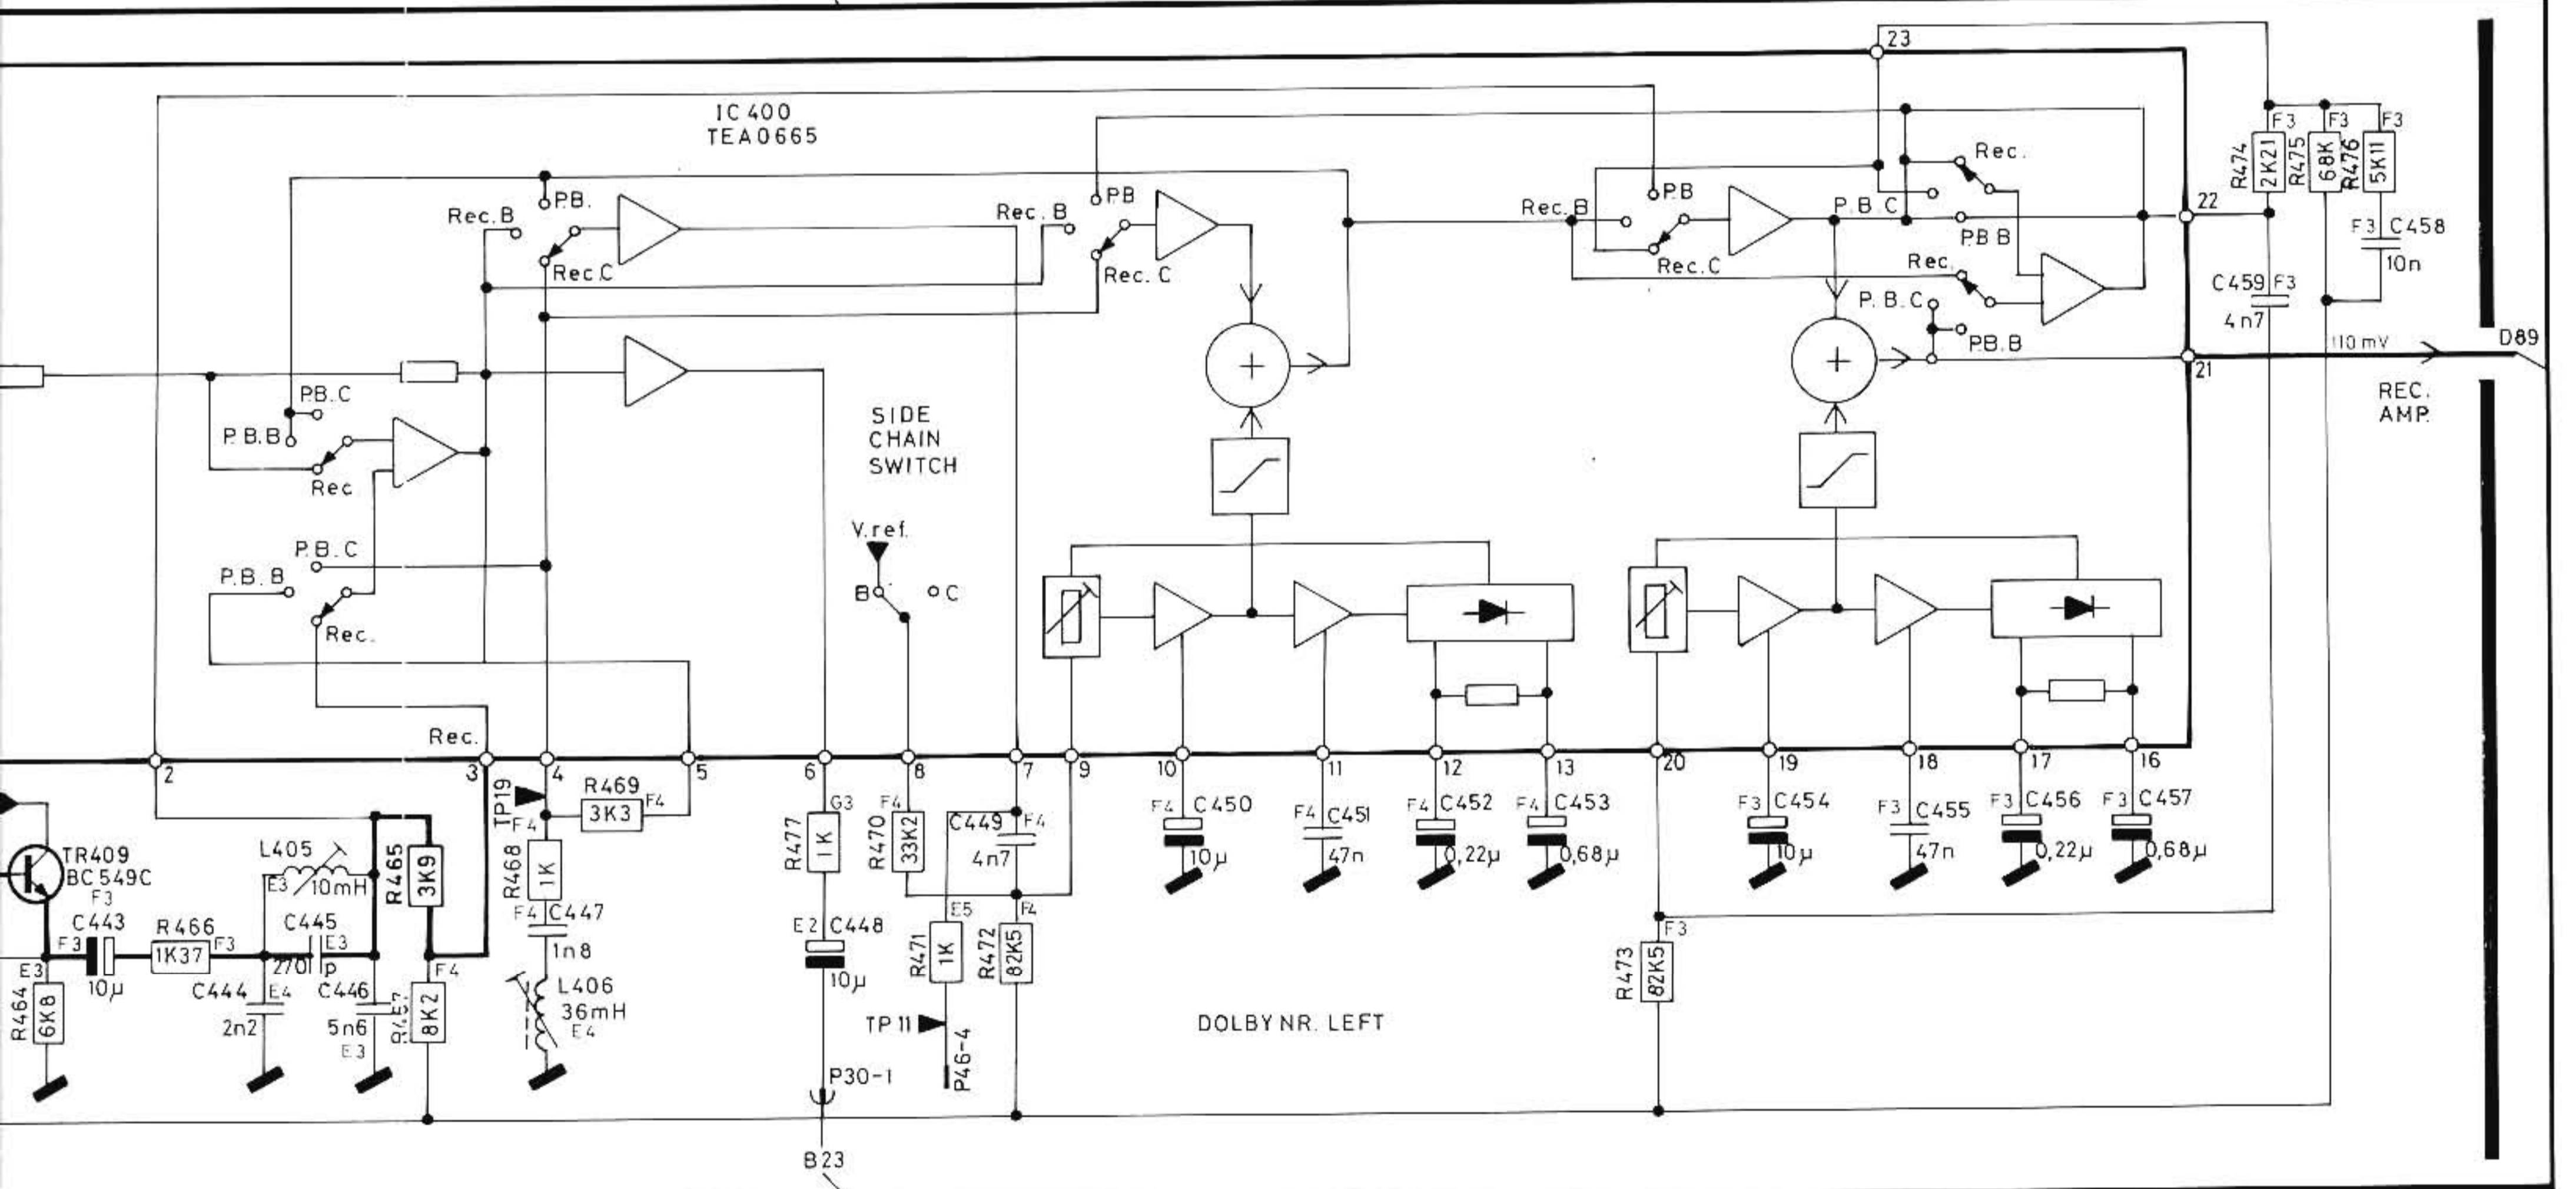 23
IC 400
TEA0665
P.B.
Rec. B
Rec.C
P.B
Rec. B
Rec. C
P.B
Rec. B
Rec.C
Rec.
P. B. C
P.B B
Rec.
P. B. C
P.B.B
22
21
F3
R474
2K21
F3
R475
68K
F3
R476
5K11
F3 C458
10n
C459 F3
4n7
110 mV
D89
REC.
AMP.
P.B.C
P.B.B
Rec
P.B.C
P.B.B
Rec.
SIDE
CHAIN
SWITCH
V.ref.
B
C
+
+
Rec.
2
3
4
5
6
8
7
9
10
11
12
13
20
19
18
17
16
TR409
BC 549C
F3
C443
F3
10µ
E3
R464
6K8
R466
1K37
F3
L405
E3
10mH
C445
E3
270p
C444
E4
2n2
C446
5n6
E3
R465
3K9
F4
8K2
TP19
F4
R468
1K
R469
3K3
F4
F4 C447
1n8
L406
36mH
E4
G3
R477
1K
E2 C448
10µ
P30-1
B23
F4
R470
33K2
C449
F4
4n7
E5
R471
1K
F4
R472
82K5
TP 11
P46-4
F4 C450
10µ
F4 C451
47n
F4 C452
0,22µ
F4 C453
0,68µ
F3 C454
10µ
F3 C455
47n
F3 C456
0,22µ
F3 C457
0,68µ
F3
R473
82K5
DOLBY NR. LEFT